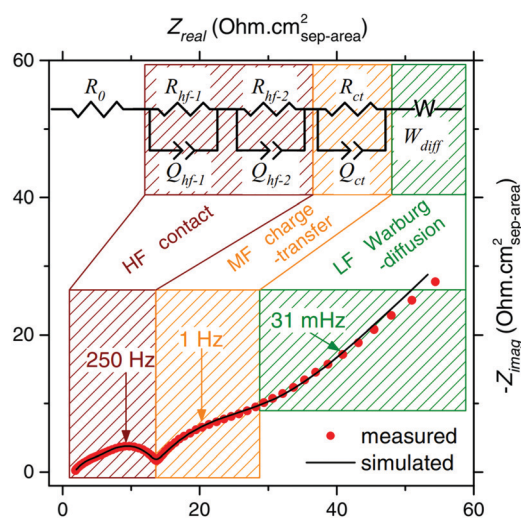 Z_real (Ohm.cm²_sep-area)
R_0 R_hf-1 R_hf-2 R_ct W
Q_hf-1 Q_hf-2 Q_ct W_diff
HF contact
MF charge
-transfer
LF Warburg
-diffusion
60
40
20
0
250 Hz
1 Hz
31 mHz
measured
simulated
0 20 40 60
-Z_imag (Ohm.cm²_sep-area)